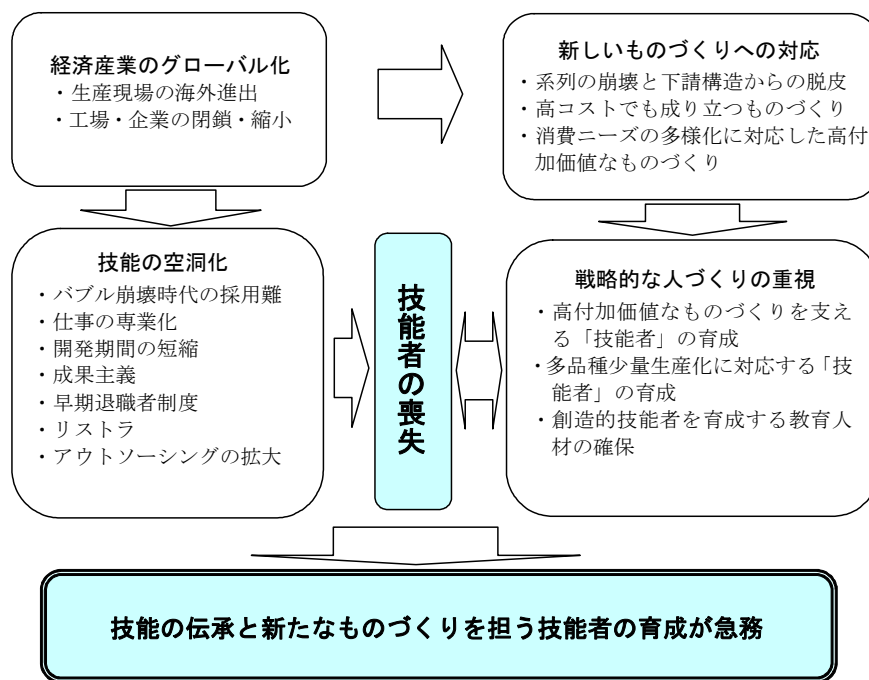 経済産業のグローバル化
・生産現場の海外進出
・工場・企業の閉鎖・縮小
新しいものづくりへの対応
・系列の崩壊と下請構造からの脱皮
・高コストでも成り立つものづくり
・消費ニーズの多様化に対応した高付
加価値なものづくり
技能の空洞化
・バブル崩壊時代の採用難
・仕事の専業化
・開発期間の短縮
・成果主義
・早期退職者制度
・リストラ
・アウトソーシングの拡大
技能者の喪失
戦略的な人づくりの重視
・高付加価値なものづくりを支え
る「技能者」の育成
・多品種少量生産化に対応する「技
能者」の育成
・創造的技能者を育成する教育人
材の確保
技能の伝承と新たなものづくりを担う技能者の育成が急務